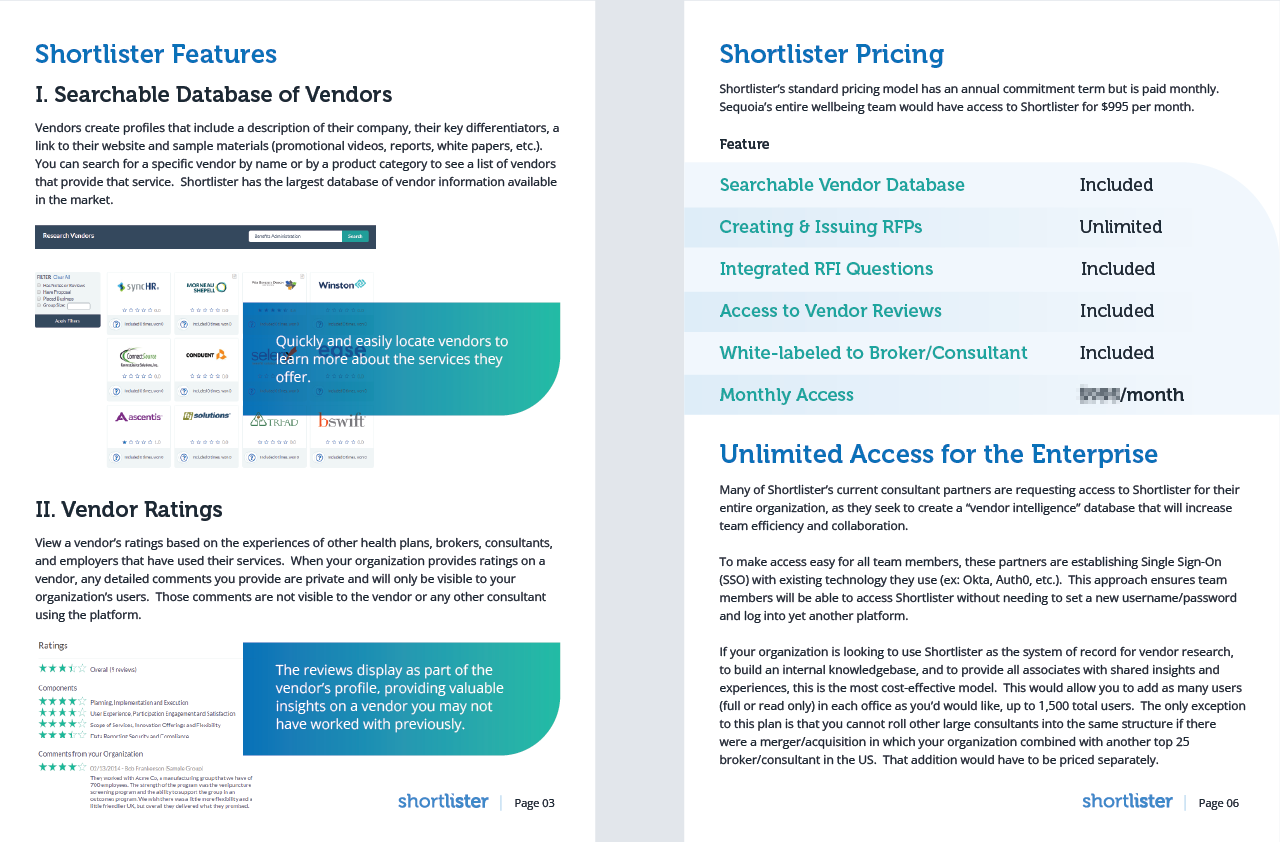 Shortlister Features
I. Searchable Database of Vendors
Vendors create profiles that include a description of their company, their key differentiators, a
link to their website and sample materials (promotional videos, reports, white papers, etc.).
You can search for a specific vendor by name or by a product category to see a list of vendors
that provide that service.  Shortlister has the largest database of vendor information available
in the market.
Research Vendors
Benefits Administration
Search
FILTER Clear All
Have Proposal
Placed Business
Group Size:
Apply Filters
syncHR.
MORNEAU SHEPELL
Winston
ConnectSource
CONDUENT
ascentis
solutions
TRI-AD
bswift
Quickly and easily locate vendors to
learn more about the services they
offer.
II. Vendor Ratings
View a vendor's ratings based on the experiences of other health plans, brokers, consultants,
and employers that have used their services.  When your organization provides ratings on a
vendor, any detailed comments you provide are private and will only be visible to your
organization's users.  Those comments are not visible to the vendor or any other consultant
using the platform.
Ratings
Overall (9 reviews)
Components
Planning, Implementation and Execution
User Experience, Participation Engagement and Satisfaction
Scope of Services, Innovation Offerings and Flexibility
Data Reporting Security and Compliance
Comments from your Organization
02/13/2014 - Bob Frankenson (Sample Group)
They worked with Acme Co, a manufacturing group that we have of
790 employees. The strength of the program was the venipuncture
screening program and the ability to support the group in an
outcomes program. We wish there was a little more flexibility and a
little friendlier UX, but overall they delivered what they promised.
The reviews display as part of the
vendor's profile, providing valuable
insights on a vendor you may not
have worked with previously.
shortlister | Page 03
Shortlister Pricing
Shortlister's standard pricing model has an annual commitment term but is paid monthly.
Sequoia's entire wellbeing team would have access to Shortlister for $995 per month.
Feature
Searchable Vendor Database Included
Creating & Issuing RFPs Unlimited
Integrated RFI Questions Included
Access to Vendor Reviews Included
White-labeled to Broker/Consultant Included
Monthly Access /month
Unlimited Access for the Enterprise
Many of Shortlister's current consultant partners are requesting access to Shortlister for their
entire organization, as they seek to create a “vendor intelligence” database that will increase
team efficiency and collaboration.
To make access easy for all team members, these partners are establishing Single Sign-On
(SSO) with existing technology they use (ex: Okta, Auth0, etc.).  This approach ensures team
members will be able to access Shortlister without needing to set a new username/password
and log into yet another platform.
If your organization is looking to use Shortlister as the system of record for vendor research,
to build an internal knowledgebase, and to provide all associates with shared insights and
experiences, this is the most cost-effective model.  This would allow you to add as many users
(full or read only) in each office as you'd would like, up to 1,500 total users.  The only exception
to this plan is that you cannot roll other large consultants into the same structure if there
were a merger/acquisition in which your organization combined with another top 25
broker/consultant in the US.  That addition would have to be priced separately.
shortlister | Page 06